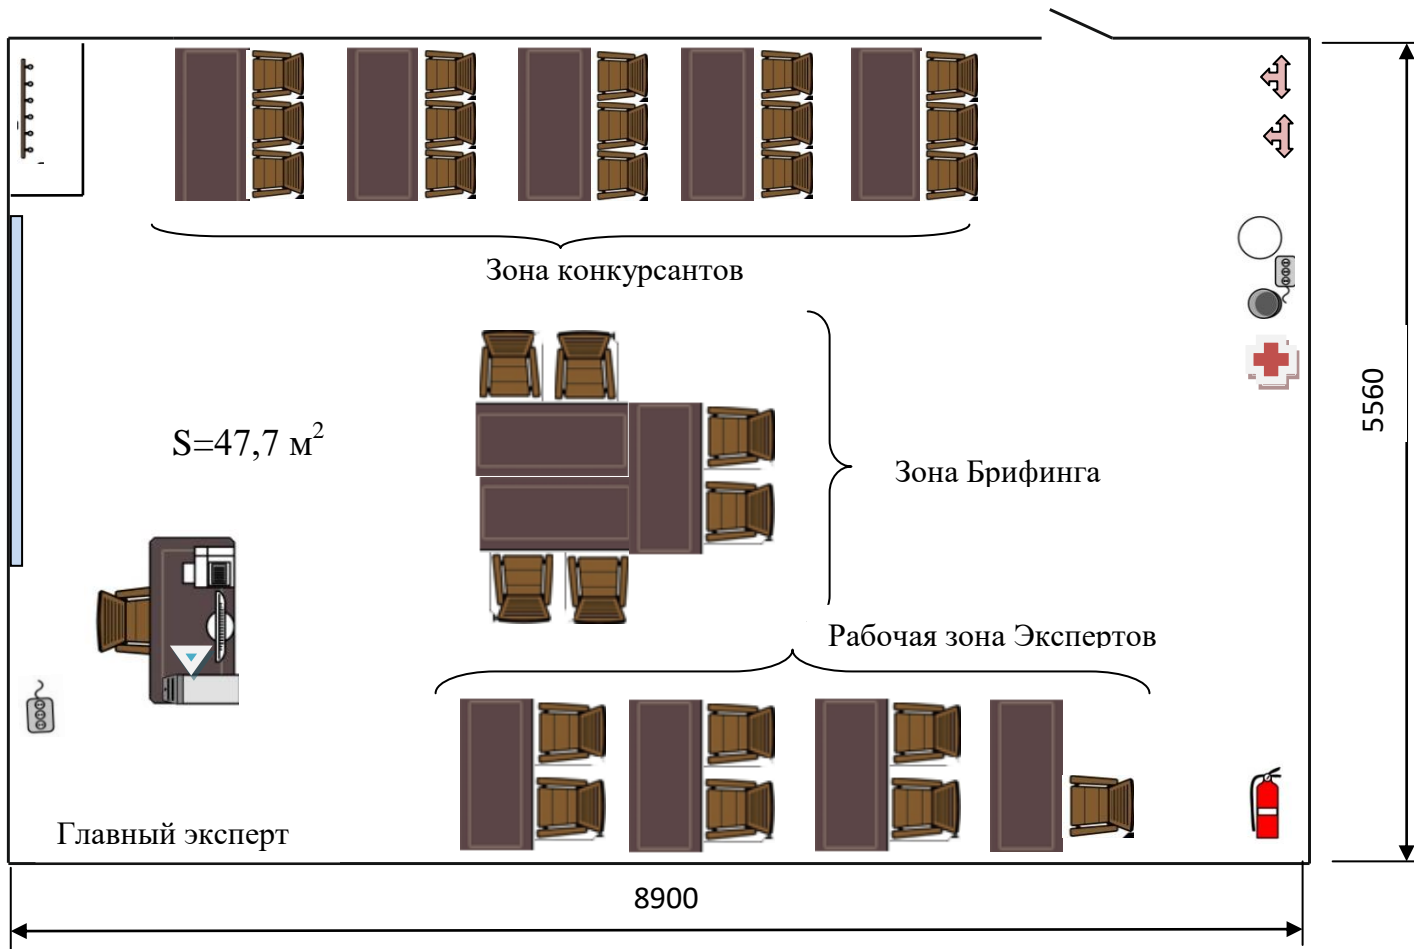 Зона конкурсантов
S=47,7 м²
Зона Брифинга
5560
Рабочая зона Экспертов
Главный эксперт
8900